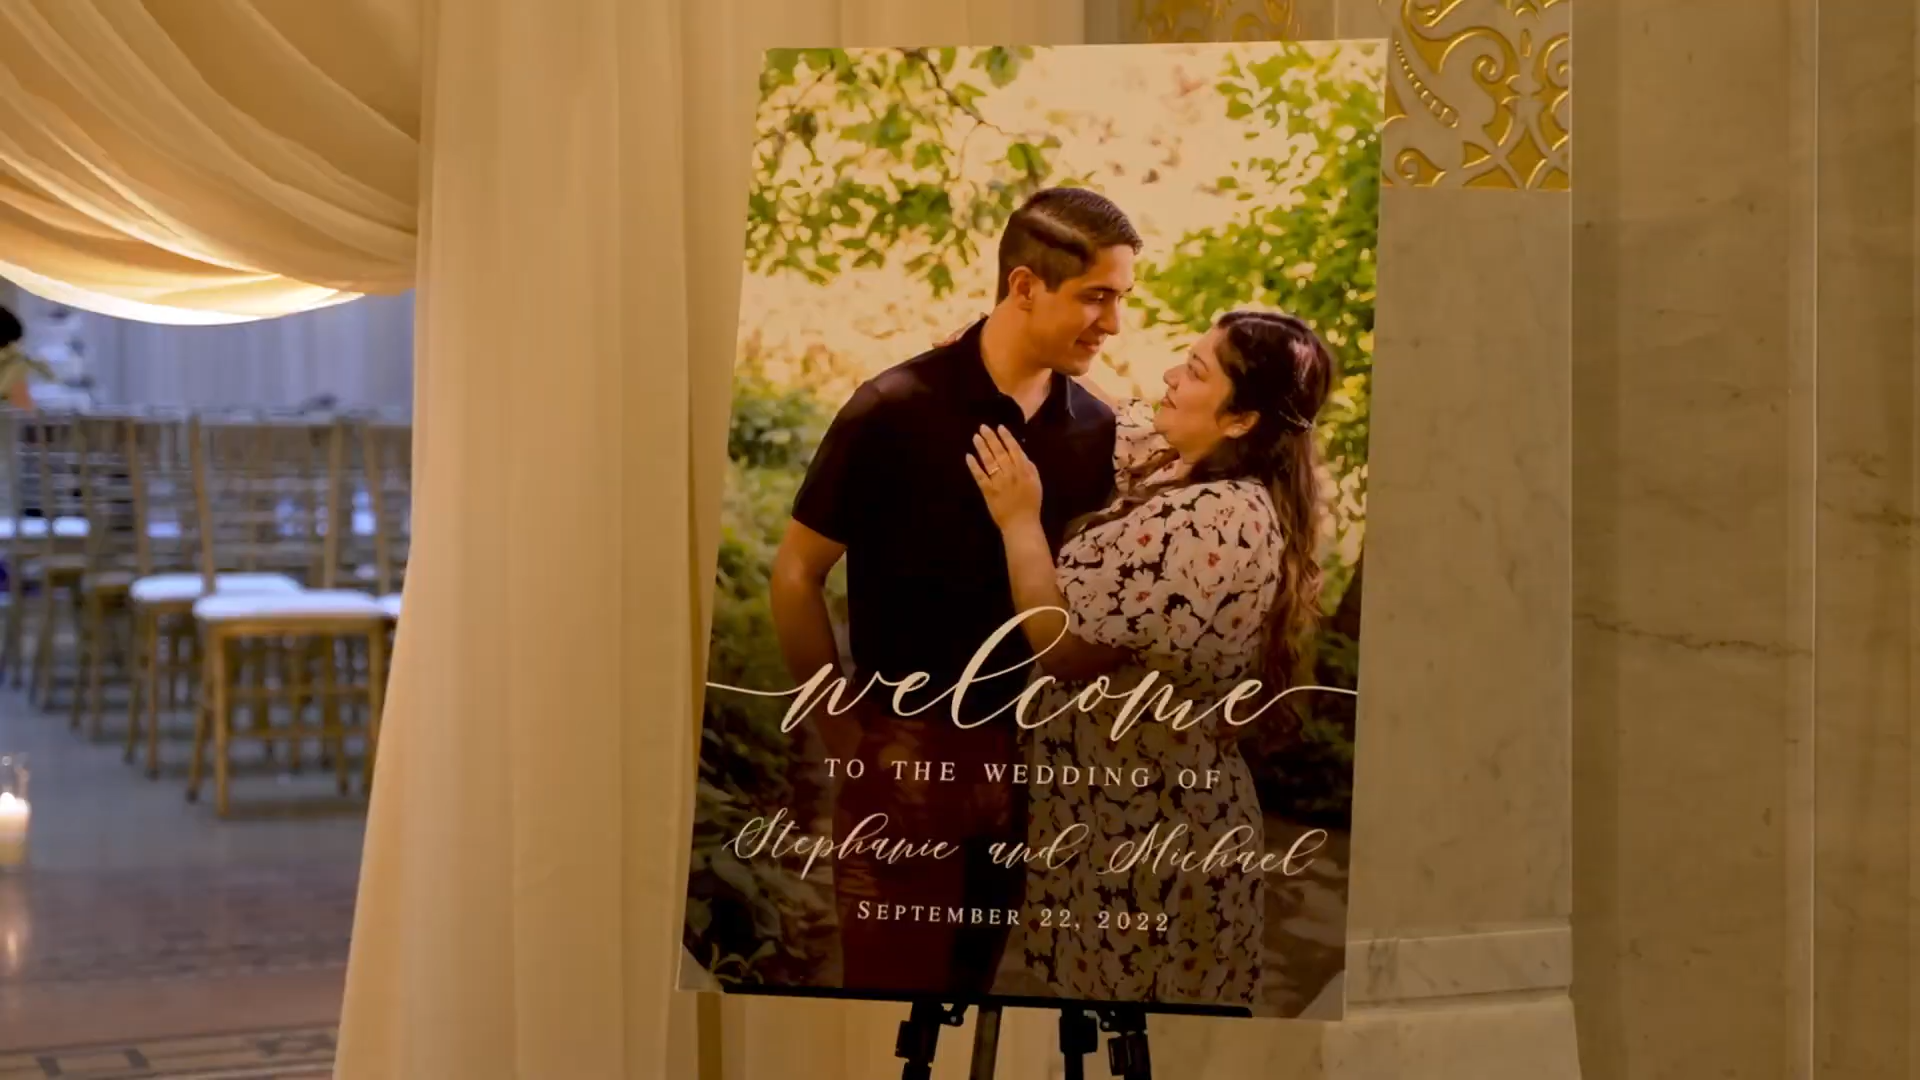 welcome
TO THE WEDDING OF
Stephanie and Michael
SEPTEMBER 22, 2022